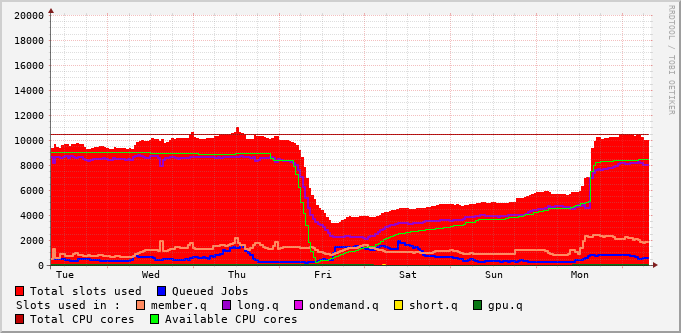 20000
18000
16000
14000
12000
10000
8000
6000
4000
2000
0
Tue Wed Thu Fri Sat Sun Mon
RRDTOOL / TOBI OETIKER
Total slots used Queued Jobs
Slots used in : member.q long.q ondemand.q short.q gpu.q
Total CPU cores Available CPU cores